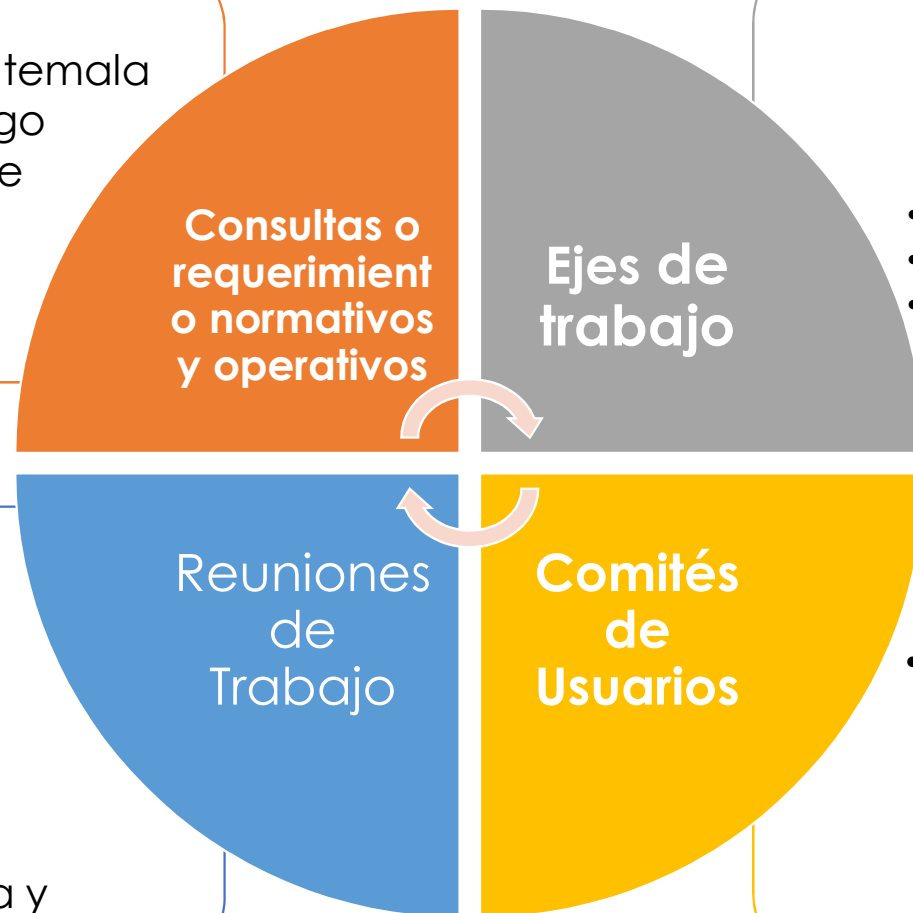 temala
go
e
Consultas o
requerimient
o normativos
y operativos
Ejes de
trabajo
Reuniones
de
Trabajo
Comités
de
Usuarios
a y